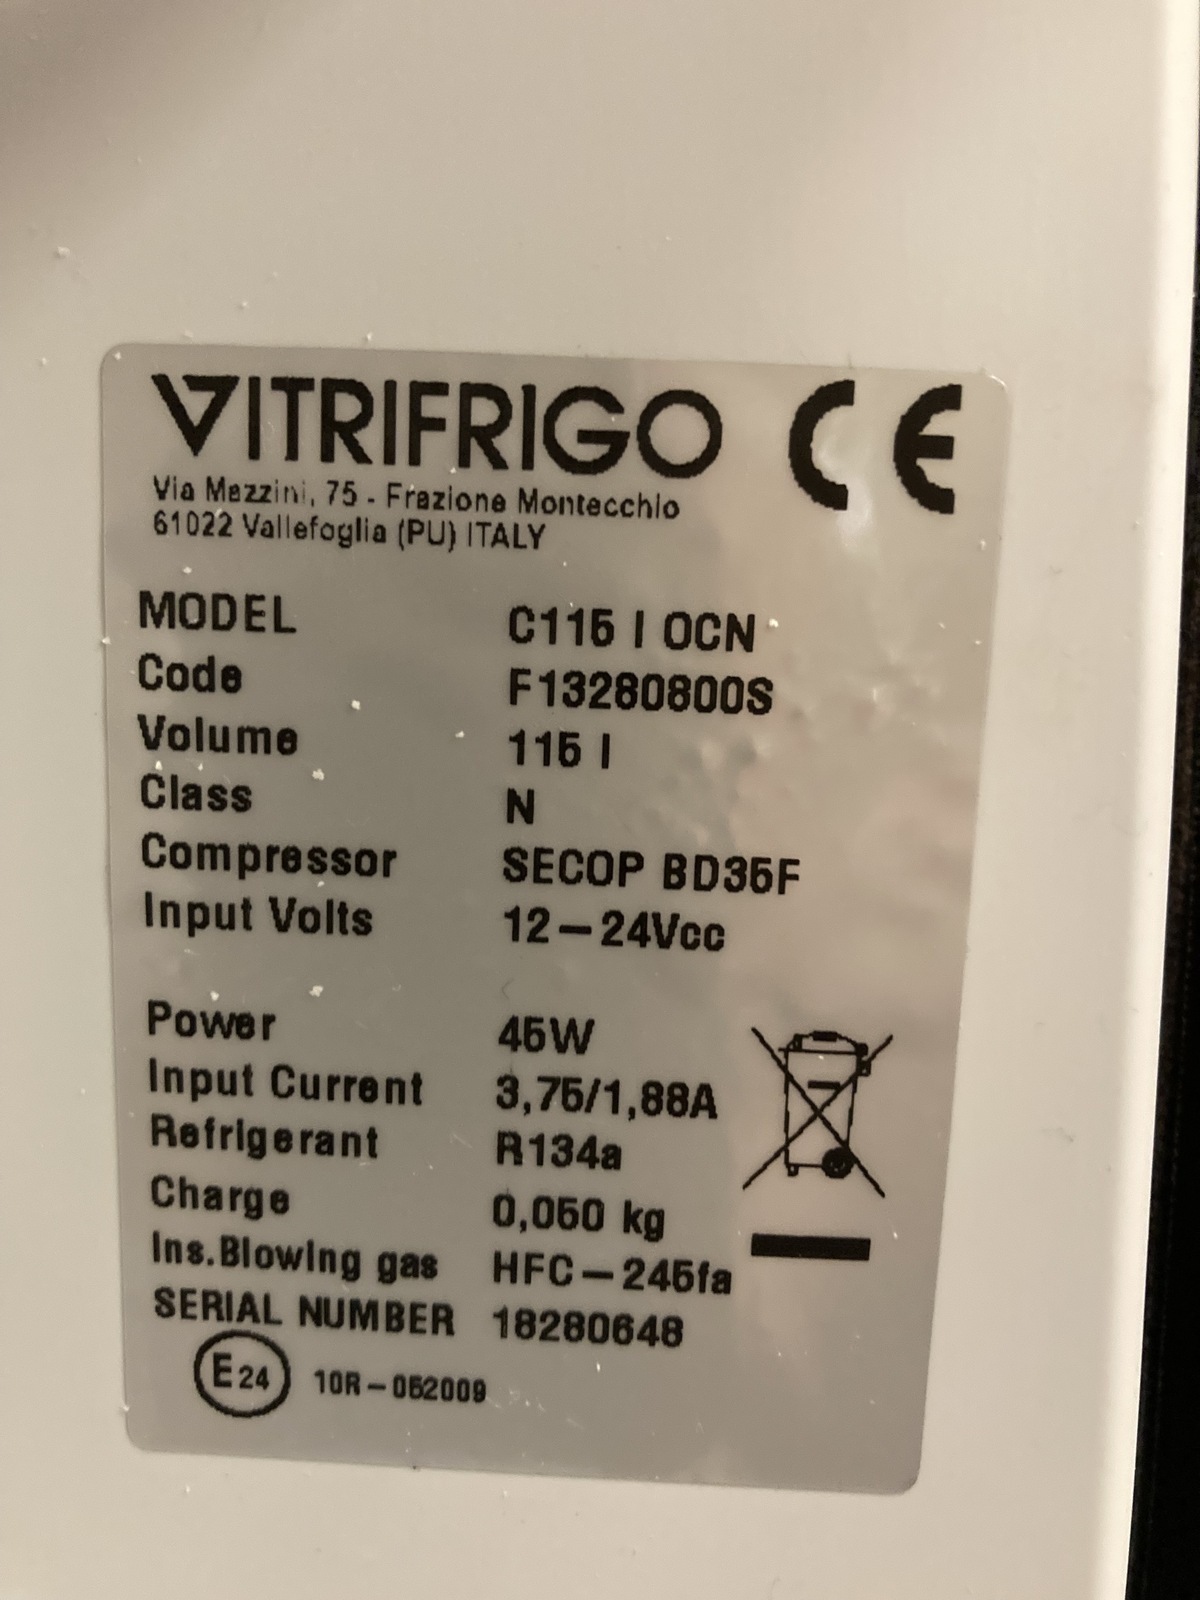 VITRIFRIGO CE
Via Mazzini, 75 - Frazione Montecchio
61022 Vallefoglia (PU) ITALY
MODEL C115 I OCN
Code F13280800S
Volume 115 l
Class N
Compressor SECOP BD35F
Input Volts 12-24Vcc
Power 45W
Input Current 3,75/1,88A
Refrigerant R134a
Charge 0,050 kg
Ins.Blowing gas HFC-245fa
SERIAL NUMBER 18280648
E24 10R-052009